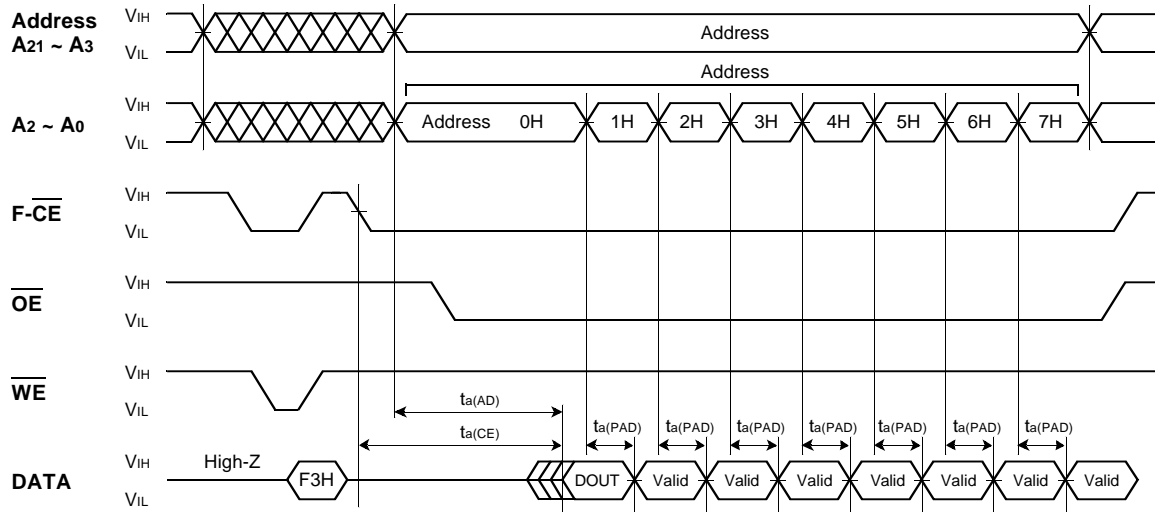 Address VIH
A21 ~ A3 VIL
Address
Address
A2 ~ A0 VIH
VIL
Address 0H 1H 2H 3H 4H 5H 6H 7H
F-CE VIH
VIL
OE VIH
VIL
WE VIH
VIL
ta(AD)
ta(CE)
ta(PAD) ta(PAD) ta(PAD) ta(PAD) ta(PAD) ta(PAD) ta(PAD)
DATA VIH
VIL
High-Z F3H DOUT Valid Valid Valid Valid Valid Valid Valid